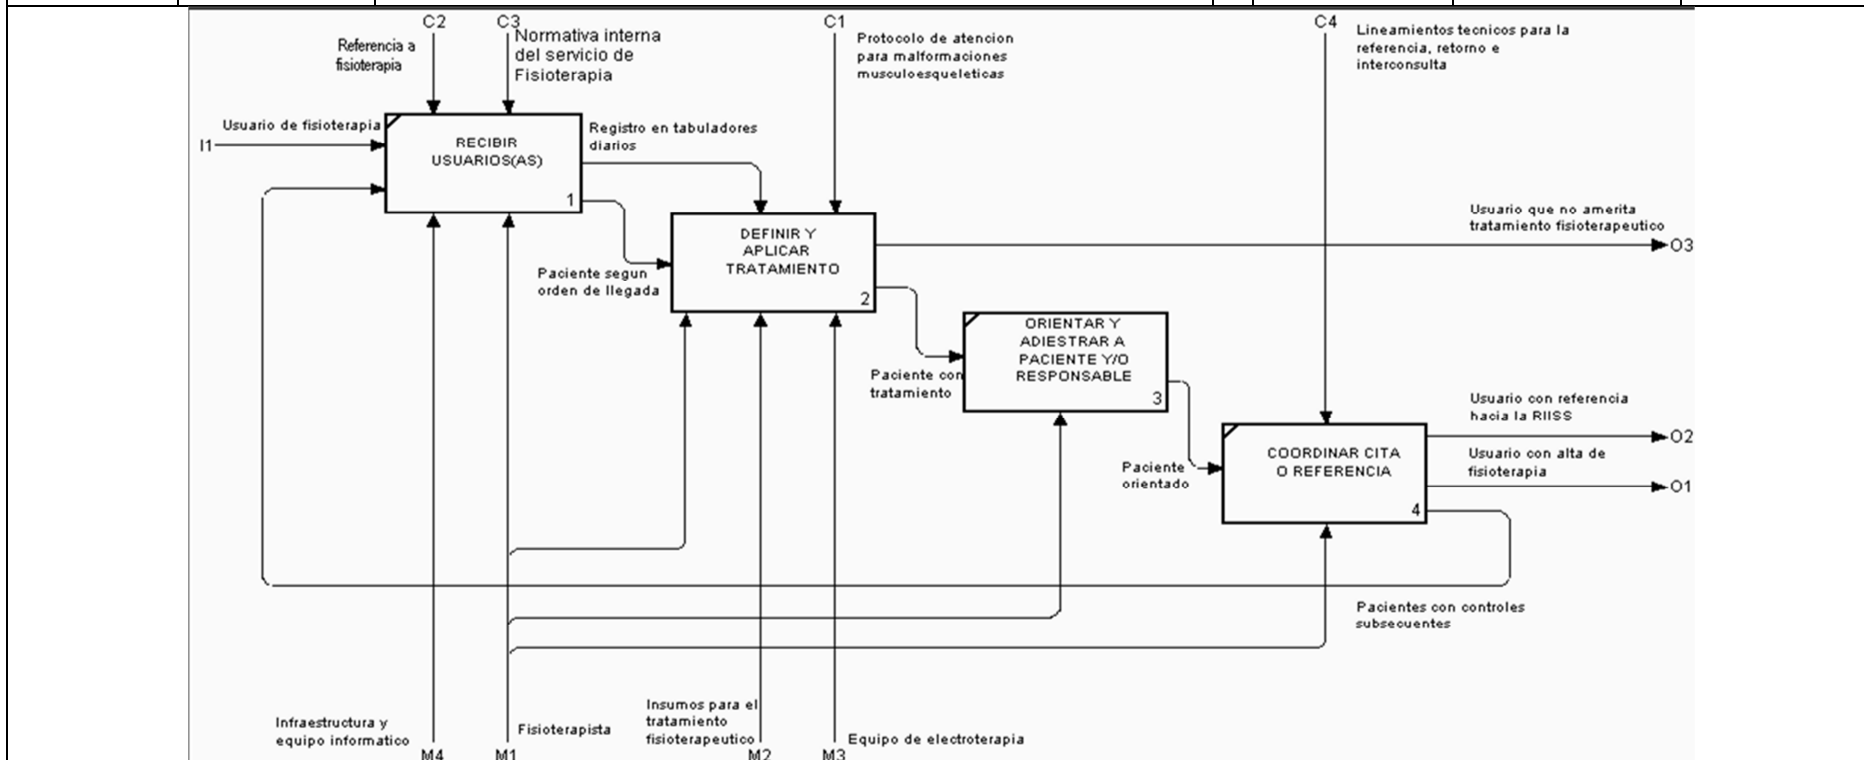 C2
C3
C1
C4
Referencia a
fisioterapia
Normativa interna
del servicio de
Fisioterapia
Protocolo de atencion
para malformaciones
musculoesqueleticas
Lineamientos tecnicos para la
referencia, retorno e
interconsulta
Usuario de fisioterapia
I1
RECIBIR
USUARIOS(AS)
1
Registro en tabuladores
diarios
Paciente segun
orden de llegada
DEFINIR Y
APLICAR
TRATAMIENTO
2
Usuario que no amerita
tratamiento fisioterapeutico
O3
Paciente con
tratamiento
ORIENTAR Y
ADIESTRAR A
PACIENTE Y/O
RESPONSABLE
3
Paciente
orientado
COORDINAR CITA
O REFERENCIA
4
Usuario con referencia
hacia la RIISS
O2
Usuario con alta de
fisioterapia
O1
Pacientes con controles
subsecuentes
Infraestructura y
equipo informatico
M4
Fisioterapista
M1
Insumos para el
tratamiento
fisioterapeutico
M2
Equipo de electroterapia
M3